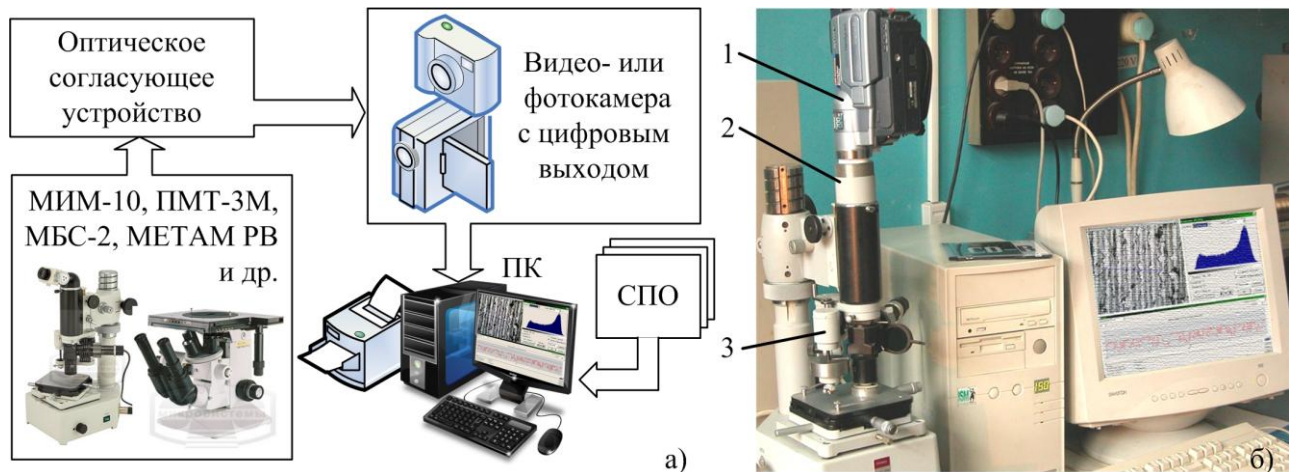 Оптическое
согласующее
устройство
Видео- или
фотокамера
с цифровым
выходом
МИМ-10, ПМТ-3М,
МБС-2, МЕТАМ РВ
и др.
ПК
СПО
а)
1
2
3
150
б)